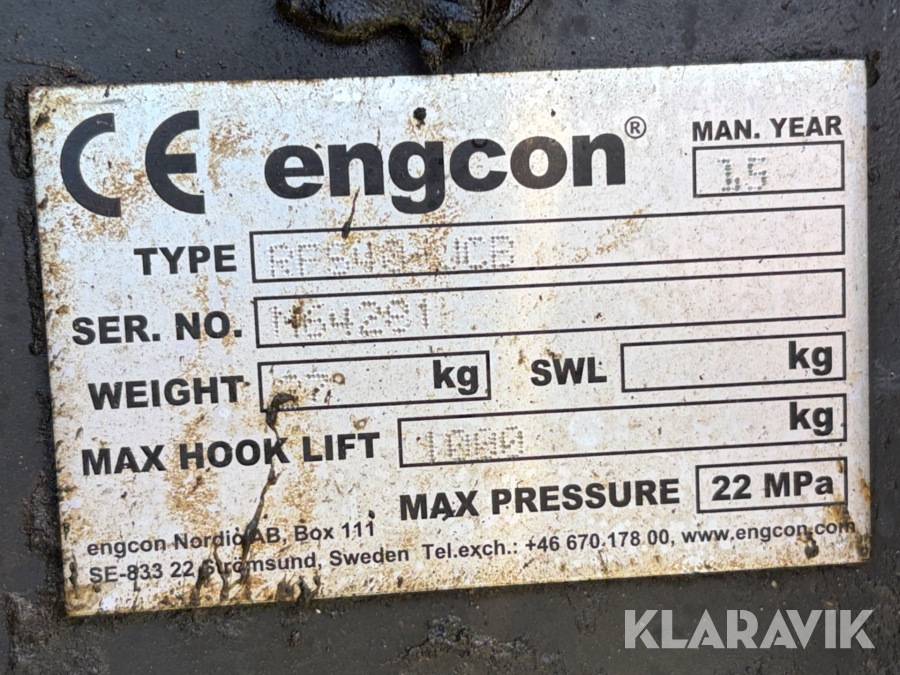 CE engcon® MAN. YEAR
15
TYPE
SER. NO.
WEIGHT kg SWL kg
MAX HOOK LIFT 1000 kg
MAX PRESSURE 22 MPa
engcon Nordic AB, Box 111
SE-833 22 Strömsund, Sweden Tel.exch.: +46 670.178 00, www.engcon.com
KLARAVIK